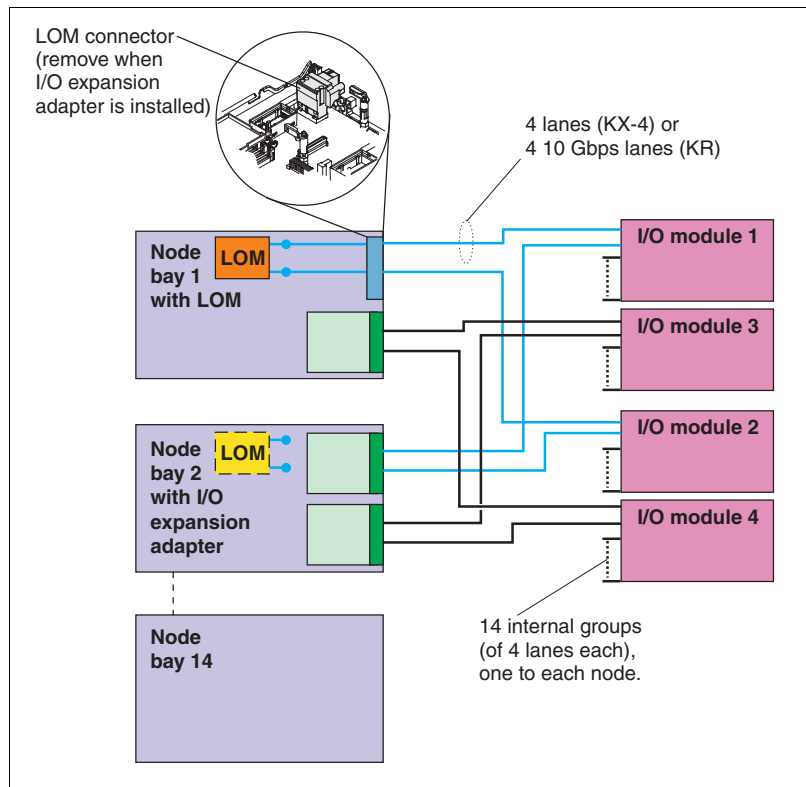 LOM connector
(remove when
I/O expansion
adapter is installed)
4 lanes (KX-4) or
4 10 Gbps lanes (KR)
Node
bay 1
with LOM
LOM
I/O module 1
I/O module 3
Node
bay 2
with I/O
expansion
adapter
LOM
I/O module 2
I/O module 4
Node
bay 14
14 internal groups
(of 4 lanes each),
one to each node.